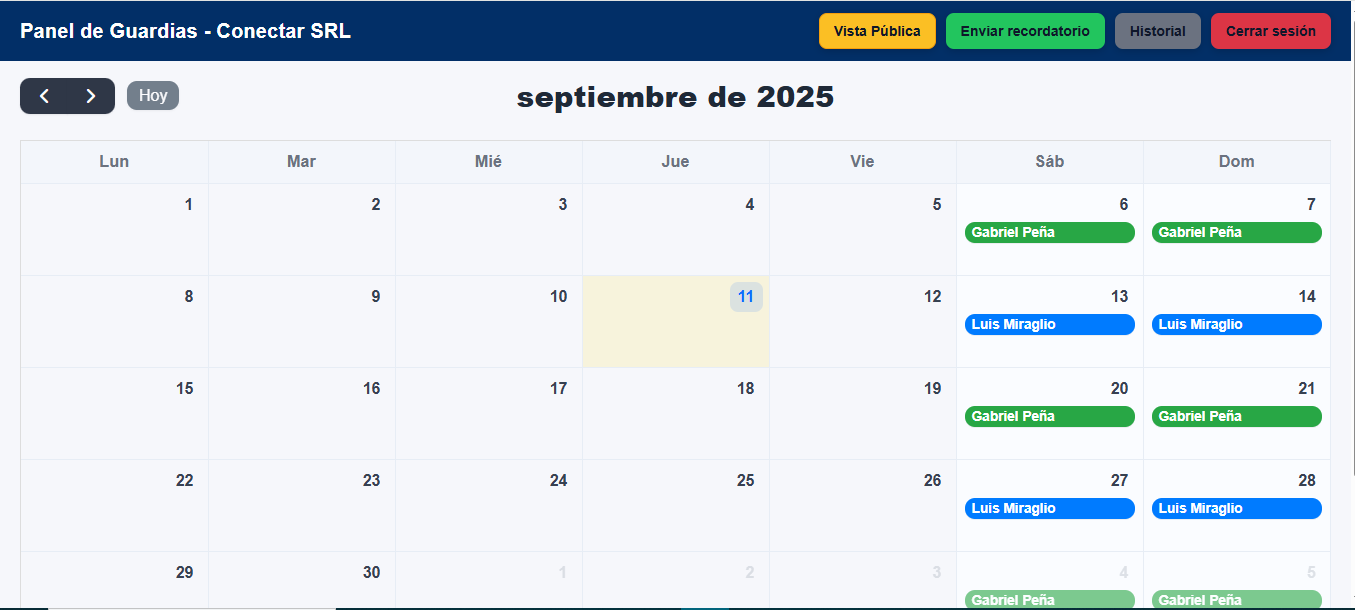 Panel de Guardias - Conectar SRL Vista Pública Enviar recordatorio Historial Cerrar sesión
Hoy septiembre de 2025
Lun Mar Mié Jue Vie Sáb Dom
1 2 3 4 5 6 7
Gabriel Peña Gabriel Peña
8 9 10 11 12 13 14
Luis Miraglio Luis Miraglio
15 16 17 18 19 20 21
Gabriel Peña Gabriel Peña
22 23 24 25 26 27 28
Luis Miraglio Luis Miraglio
29 30 1 2 3 4 5
Gabriel Peña Gabriel Peña